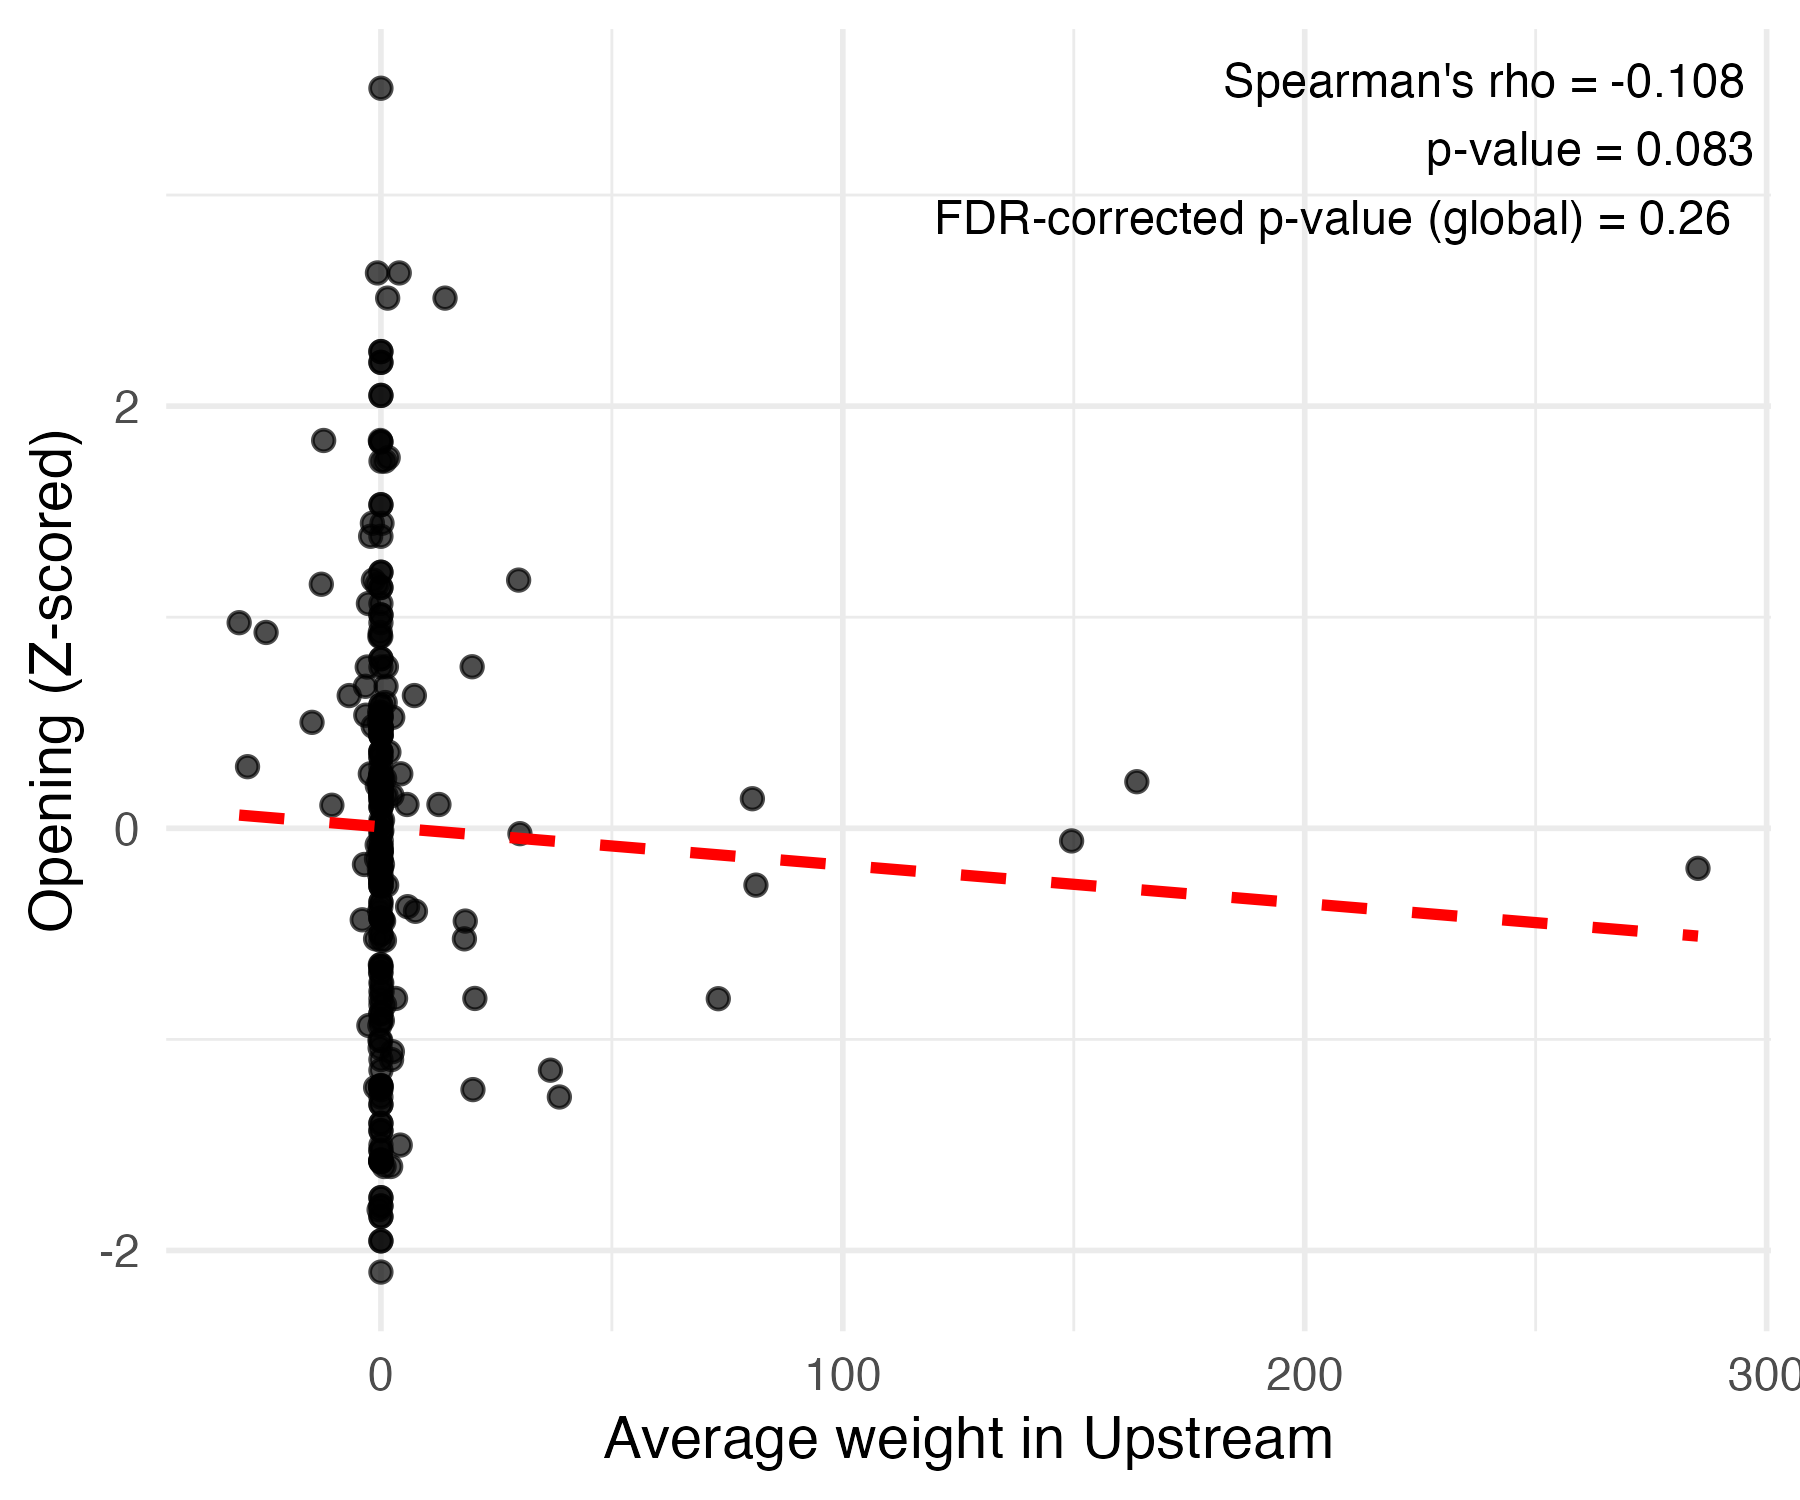 Spearman's rho = -0.108
p-value = 0.083
FDR-corrected p-value (global) = 0.26
Opening (Z-scored)
2
0
-2
0 100 200 300
Average weight in Upstream